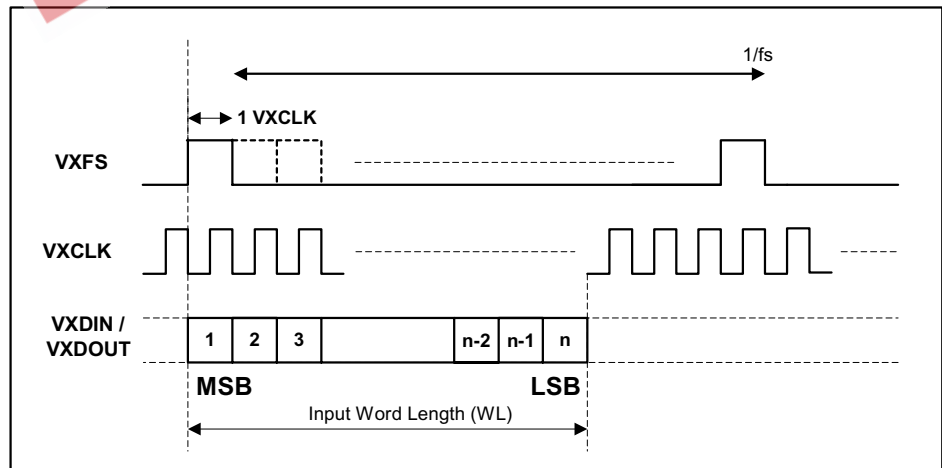 1/fs
1 VXCLK
VXFS
VXCLK
VXDIN /
VXDOUT
1 2 3 n-2 n-1 n
MSB LSB
Input Word Length (WL)